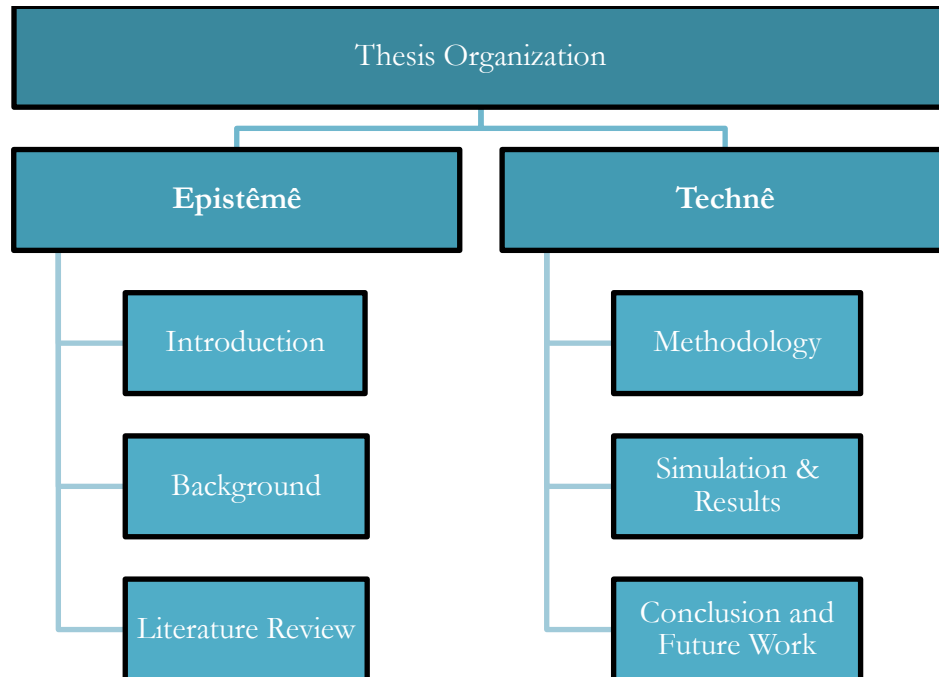 Thesis Organization
Epistêmê
Introduction
Background
Literature Review
Technê
Methodology
Simulation &
Results
Conclusion and
Future Work